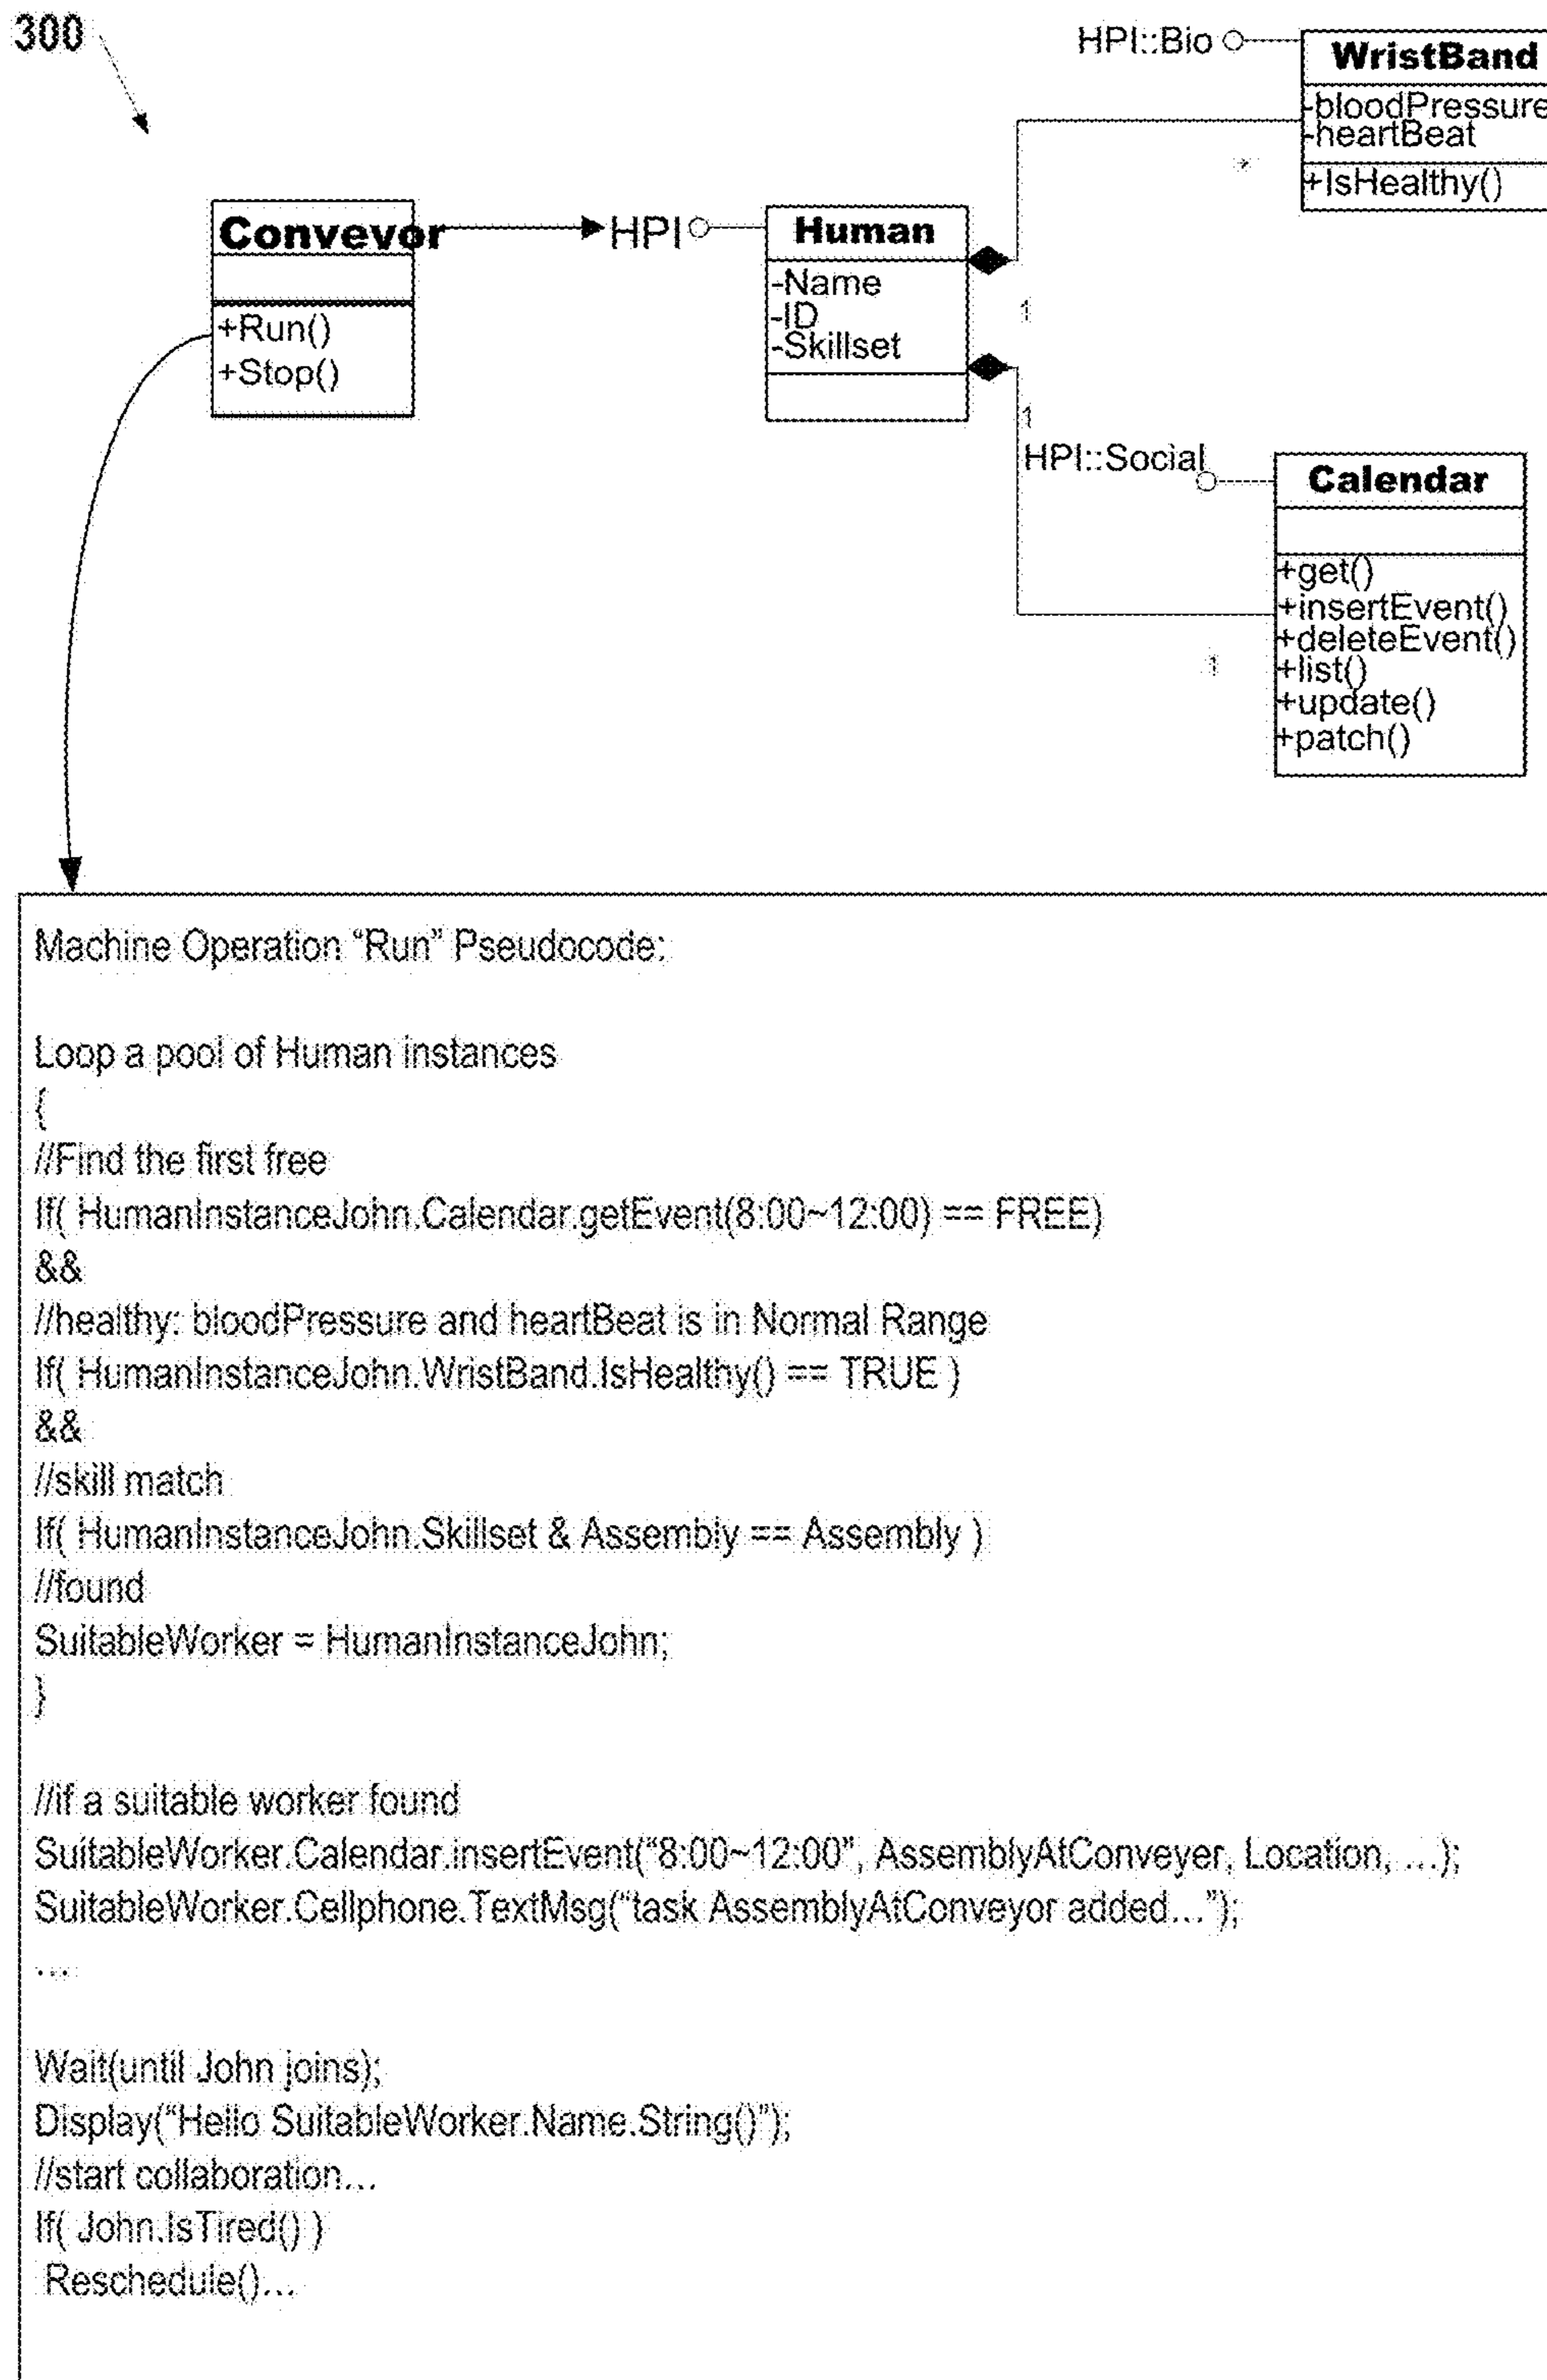 300
HPI::Bio
WristBand
-bloodPressure
-heartBeat
+IsHealthy()
*
Convevor
+Run()
+Stop()
HPI
Human
-Name
-ID
-Skillset
1
1
HPI::Social
Calendar
+get()
+insertEvent()
+deleteEvent()
+list()
+update()
+patch()
1
Machine Operation “Run” Pseudocode:
Loop a pool of Human instances
{
//Find the first free
If( HumanInstanceJohn.Calendar.getEvent(8:00~12:00) == FREE)
&&
//healthy: bloodPressure and heartBeat is in Normal Range
If( HumanInstanceJohn.WristBand.IsHealthy() == TRUE )
&&
//skill match
If( HumanInstanceJohn.Skillset & Assembly == Assembly )
//found
SuitableWorker = HumanInstanceJohn;
}
//if a suitable worker found
SuitableWorker.Calendar.insertEvent(“8:00~12:00”, AssemblyAtConveyer, Location, ...);
SuitableWorker.Cellphone.TextMsg(“task AssemblyAtConveyor added...”);
...
Wait(until John joins);
Display(“Hello SuitableWorker.Name.String()”);
//start collaboration...
If( John.IsTired() )
Reschedule()...